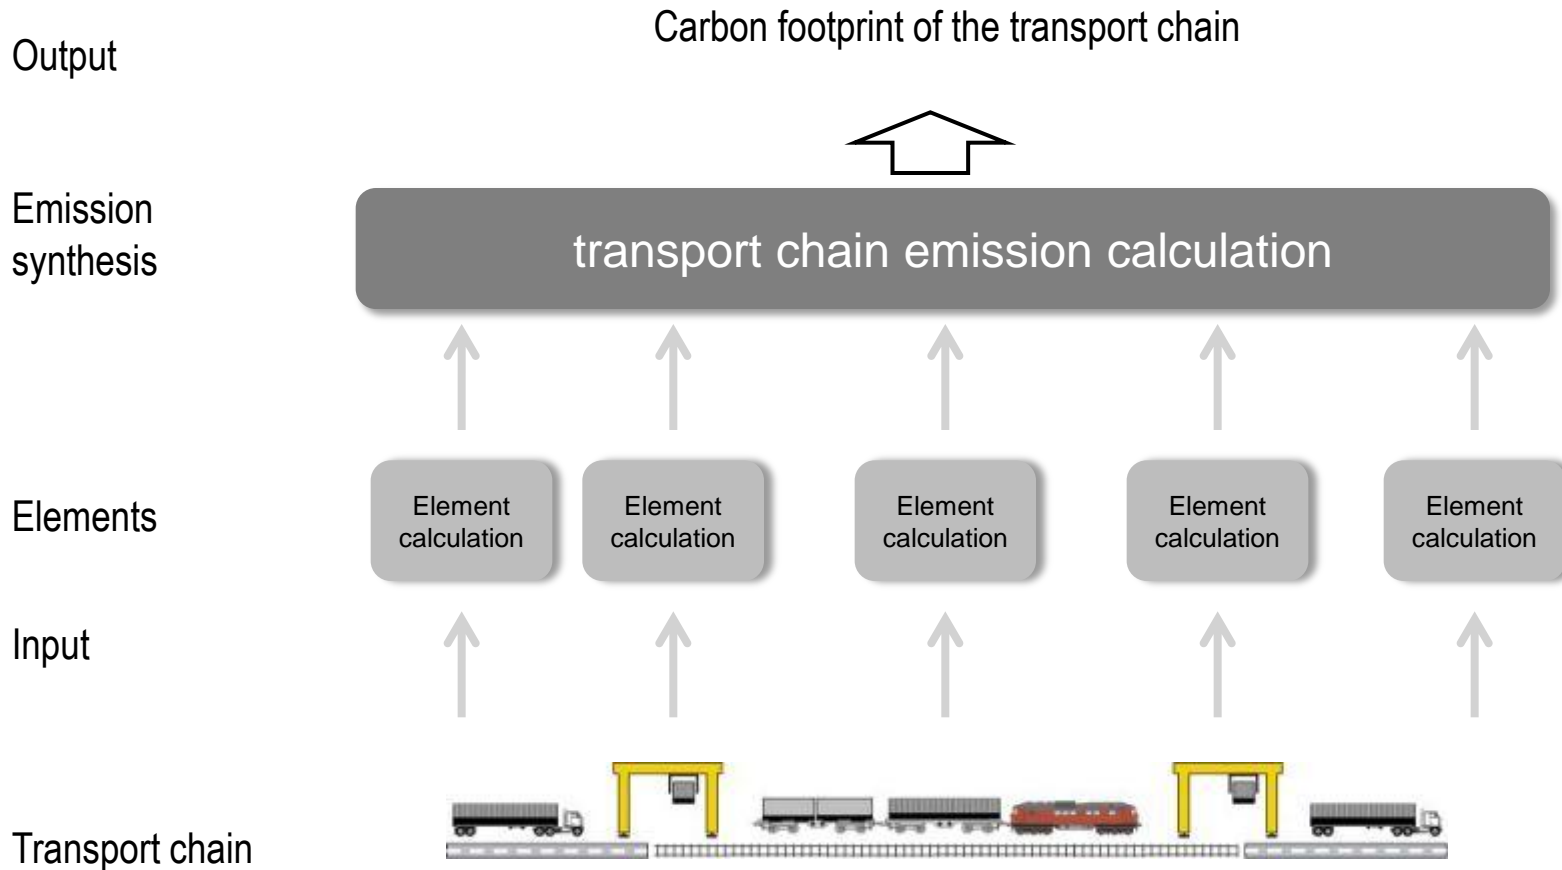 Carbon footprint of the transport chain
Output
Emission
synthesis
transport chain emission calculation
Elements
Element
calculation
Element
calculation
Element
calculation
Element
calculation
Element
calculation
Input
Transport chain